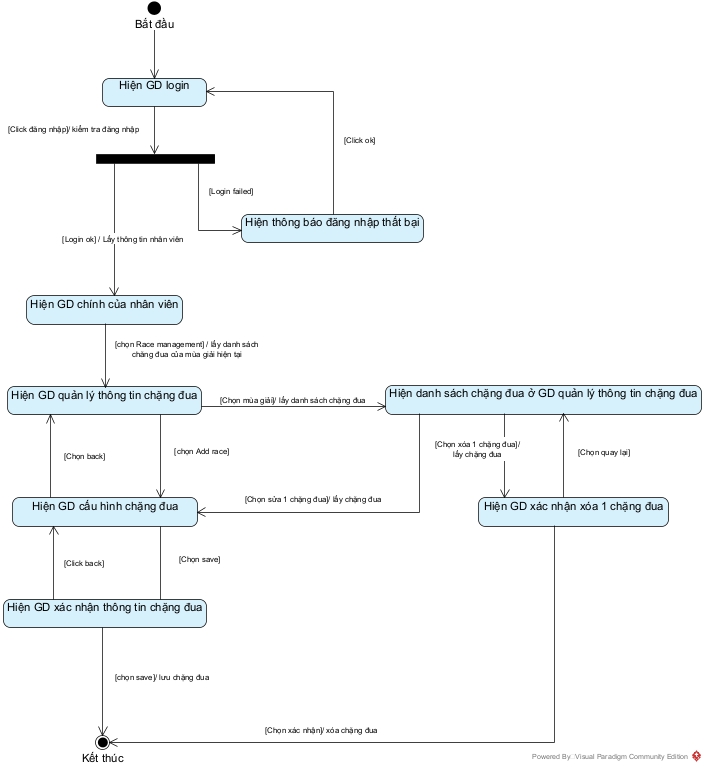 Bắt đầu
Hiện GD login
[Click đăng nhập]/ kiểm tra đăng nhập
[Click ok]
[Login failed]
Hiện thông báo đăng nhập thất bại
[Login ok] / Lấy thông tin nhân viên
Hiện GD chính của nhân viên
[chọn Race management] / lấy danh sách
chặng đua của mùa giải hiện tại
Hiện GD quản lý thông tin chặng đua
[Chọn mùa giải]/ lấy danh sách chặng đua
Hiện danh sách chặng đua ở GD quản lý thông tin chặng đua
[Chọn back]
[chọn Add race]
[Chọn xóa 1 chặng đua]/
lấy chặng đua
[Chọn quay lại]
[Chọn sửa 1 chặng đua]/ lấy chặng đua
Hiện GD cấu hình chặng đua
Hiện GD xác nhận xóa 1 chặng đua
[Click back]
[Chọn save]
Hiện GD xác nhận thông tin chặng đua
[chọn save]/ lưu chặng đua
[Chọn xác nhận]/ xóa chặng đua
Kết thúc
Powered By Visual Paradigm Community Edition